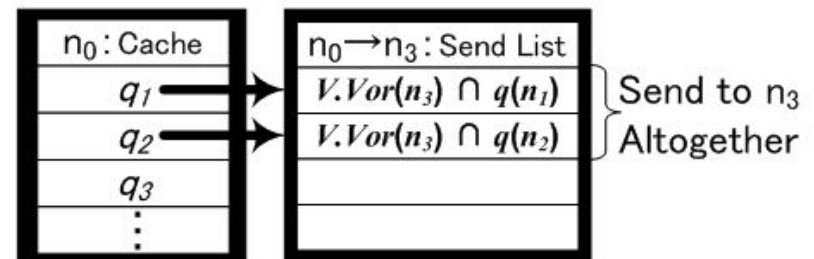 n₀: Cache
q₁
q₂
q₃
⋮
n₀→n₃: Send List
V.Vor(n₃) ∩ q(n₁)
V.Vor(n₃) ∩ q(n₂)
Send to n₃
Altogether